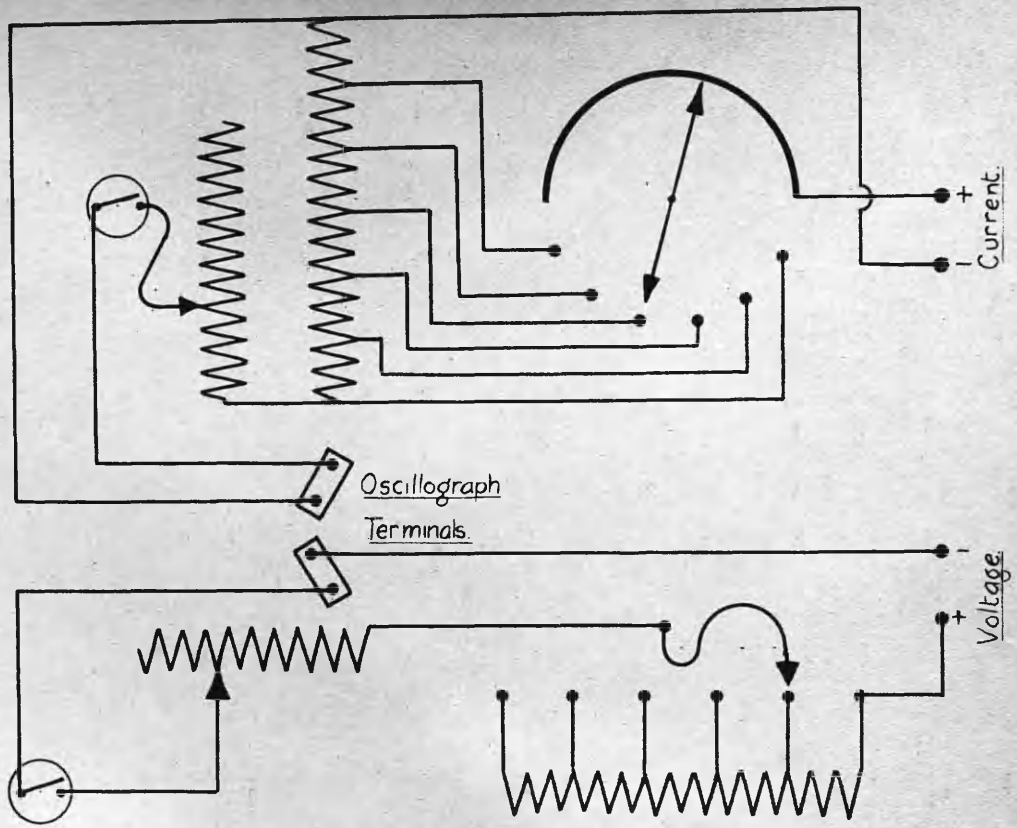 +
-
Current.
Oscillograph
Terminals.
-
+
Voltage